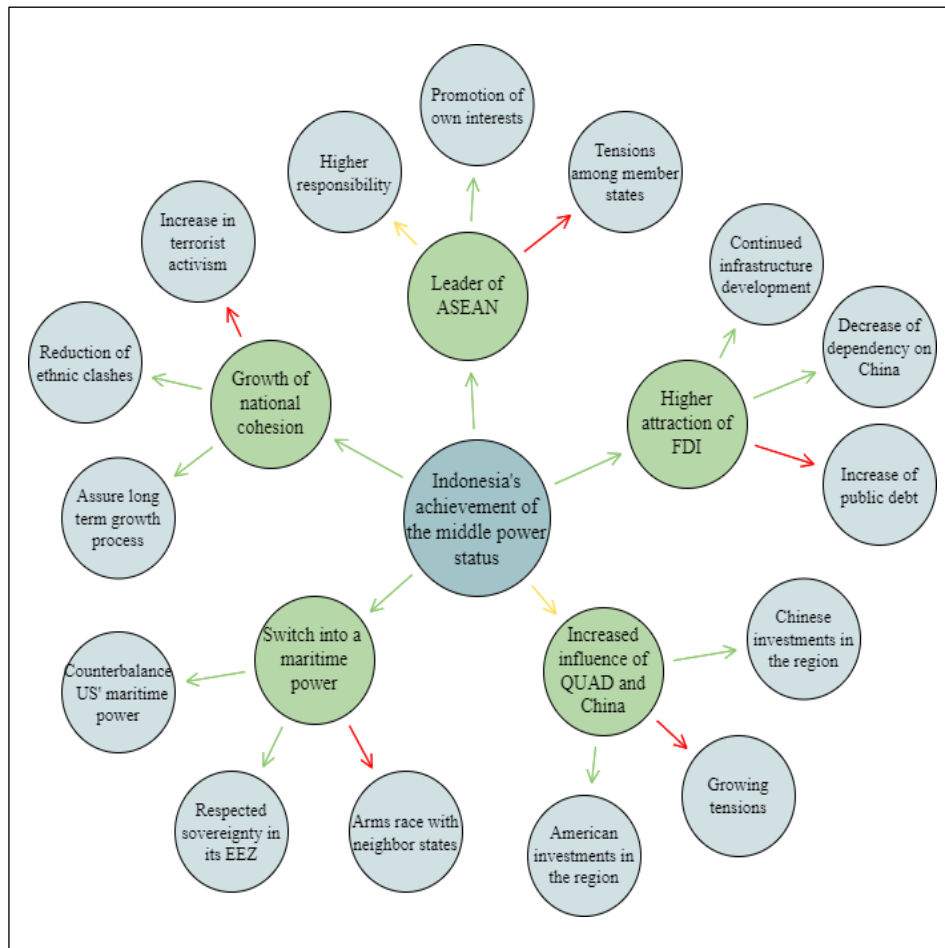 Promotion of
own interests
Higher
responsibility
Tensions
among member
states
Increase in
terrorist
activism
Continued
infrastructure
development
Leader of
ASEAN
Reduction of
ethnic clashes
Decrease of
dependency on
China
Growth of
national
cohesion
Higher
attraction of
FDI
Assure long
term growth
process
Indonesia's
achievement of
the middle power
status
Increase of
public debt
Switch into a
maritime
power
Increased
influence of
QUAD and
China
Chinese
investments in
the region
Counterbalance
US' maritime
power
Respected
sovereignty in
its EEZ
Arms race with
neighbor states
American
investments in
the region
Growing
tensions